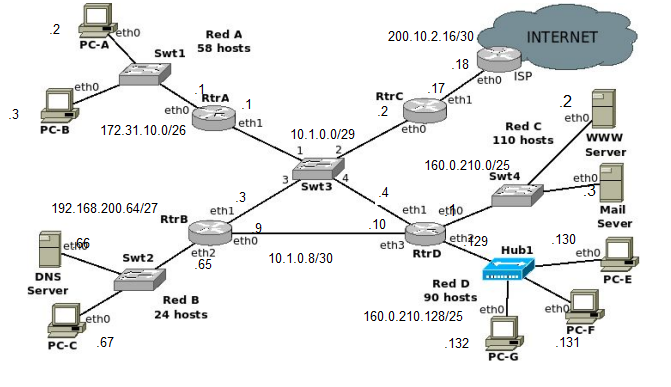 .2
PC-A
eth0
Swt1
Red A
58 hosts
eth0
.3
PC-B
172.31.10.0/26
.1
RtrA
eth0
.1
eth1
200.10.2.16/30
INTERNET
.18
ISP
eth0
.17
RtrC
eth1
.2
eth0
10.1.0.0/29
1
2
3
4
Swt3
Red C
110 hosts
.2
eth0
WWW
Server
160.0.210.0/25
Swt4
eth0
.3
Mail
Sever
192.168.200.64/27
.3
RtrB
eth1
.9
eth0
eth2
.65
10.1.0.8/30
.4
.10
eth1
eth0
.1
eth3
RtrD
eth2
.129
.66
eth0
DNS
Server
Swt2
Red B
24 hosts
eth0
PC-C
.67
Hub1
.130
eth0
PC-E
Red D
90 hosts
160.0.210.128/25
eth0
.132
PC-G
eth0
PC-F
.131